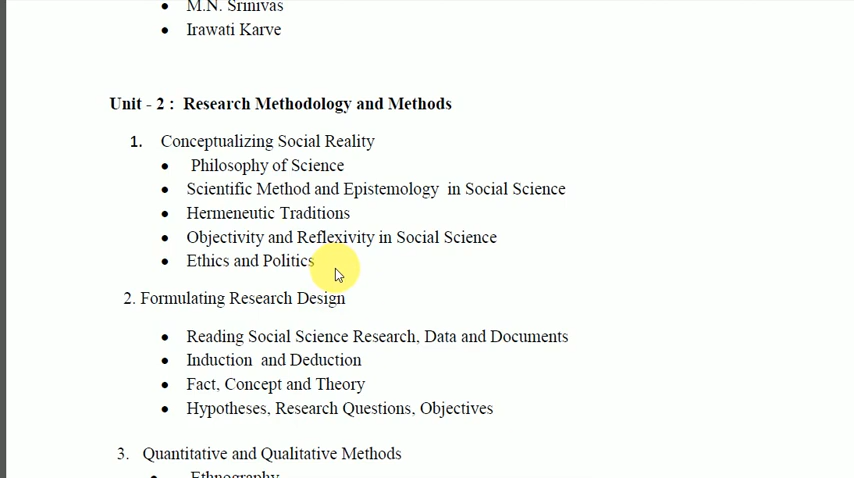 • M.N. Srinivas
• Irawati Karve
Unit - 2 : Research Methodology and Methods
1. Conceptualizing Social Reality
• Philosophy of Science
• Scientific Method and Epistemology in Social Science
• Hermeneutic Traditions
• Objectivity and Reflexivity in Social Science
• Ethics and Politics
2. Formulating Research Design
• Reading Social Science Research, Data and Documents
• Induction and Deduction
• Fact, Concept and Theory
• Hypotheses, Research Questions, Objectives
3. Quantitative and Qualitative Methods
• Ethnography